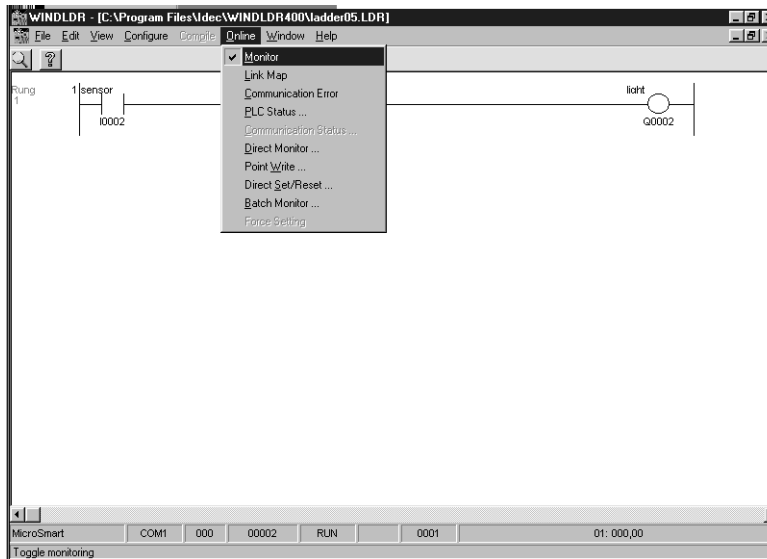 WINDLDR - [C:\Program Files\Idec\WINDLDR400\ladder05.LDR]
File Edit View Configure Compile Online Window Help
Monitor
Link Map
Communication Error
PLC Status ...
Communication Status ...
Direct Monitor ...
Point Write ...
Direct Set/Reset ...
Batch Monitor ...
Force Setting
Rung 1 sensor light
1
I0002 Q0002
MicroSmart COM1 000 00002 RUN 0001 01: 000,00
Toggle monitoring